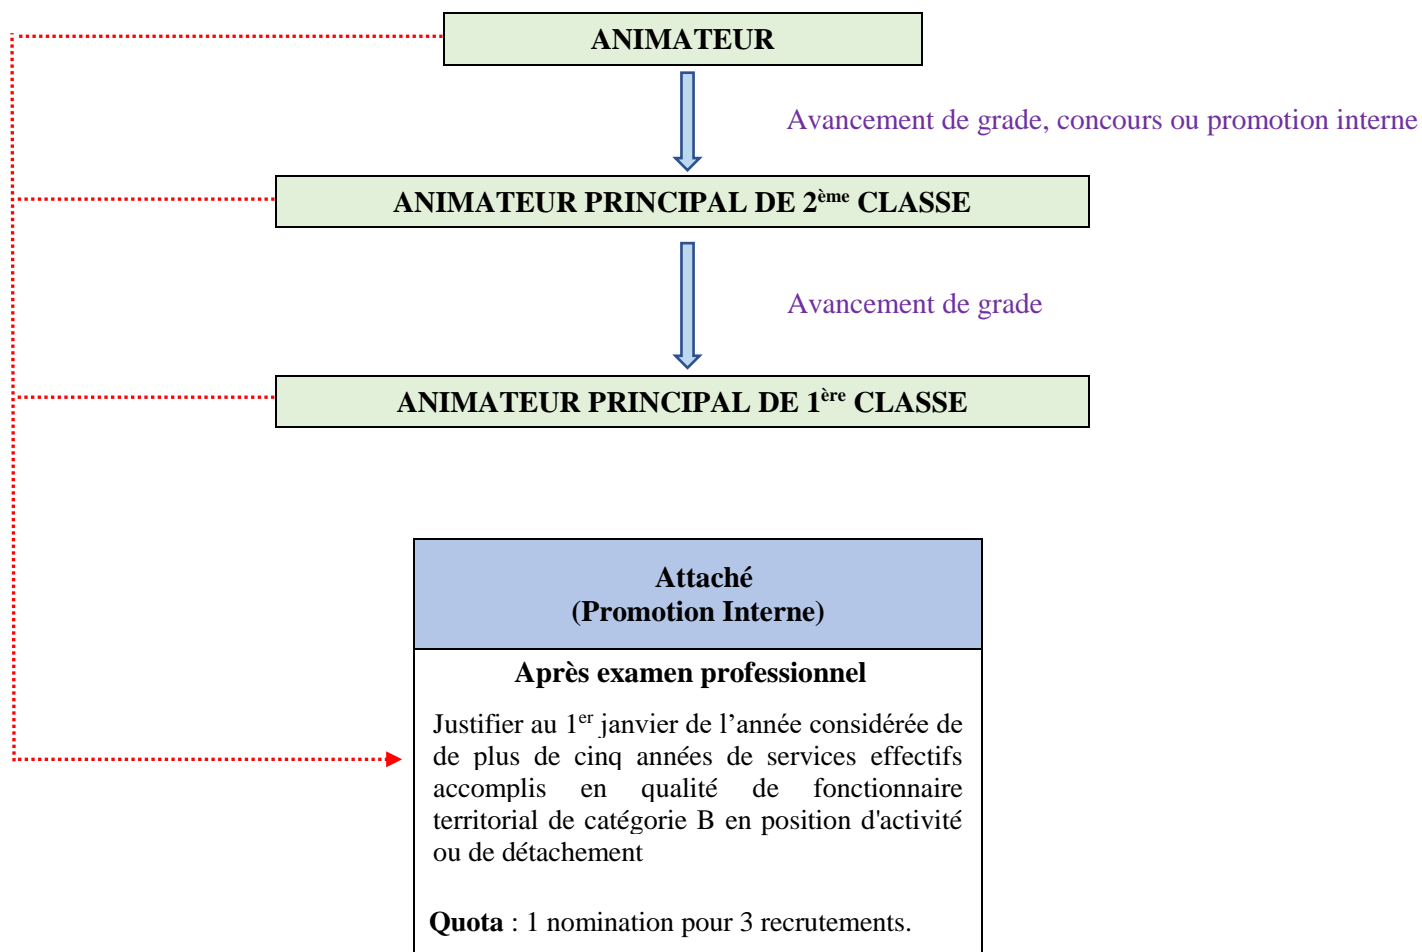 ANIMATEUR
Avancement de grade, concours ou promotion interne
ANIMATEUR PRINCIPAL DE 2ème CLASSE
Avancement de grade
ANIMATEUR PRINCIPAL DE 1ère CLASSE
Attaché
(Promotion Interne)
Après examen professionnel
Justifier au 1er janvier de l’année considérée de
de plus de cinq années de services effectifs
accomplis en qualité de fonctionnaire
territorial de catégorie B en position d'activité
ou de détachement
Quota : 1 nomination pour 3 recrutements.